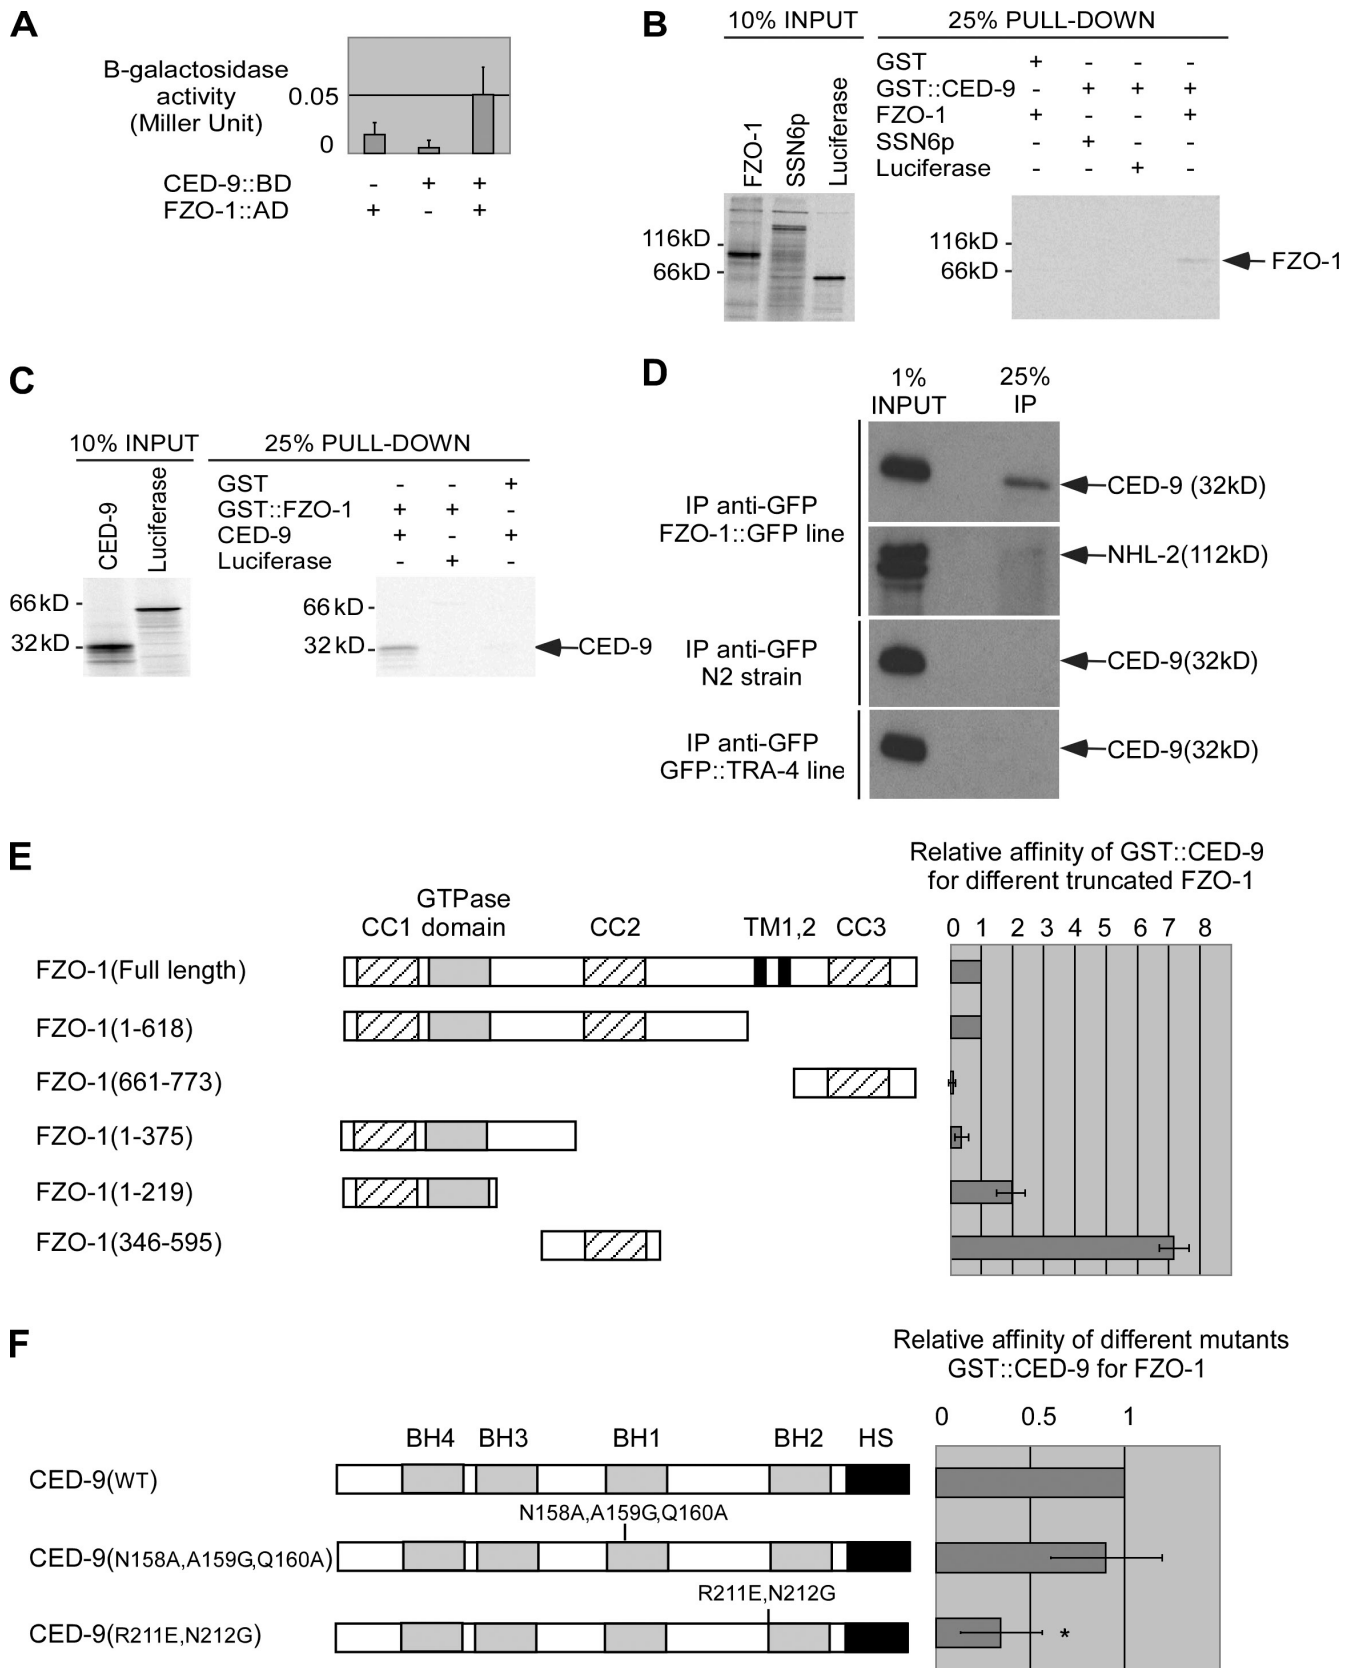 A
B-galactosidase
activity
(Miller Unit)
0.05
0
CED-9::BD - + +
FZO-1::AD + - +
B
10% INPUT
25% PULL-DOWN
GST + - - -
GST::CED-9 - + + +
FZO-1 + - - +
SSN6p - + - -
Luciferase - - + -
FZO-1
SSN6p
Luciferase
116kD -
66kD -
116kD -
66kD -
FZO-1
C
10% INPUT
25% PULL-DOWN
GST - - +
GST::FZO-1 + + -
CED-9 + - +
Luciferase - + -
CED-9
Luciferase
66kD -
32kD -
66kD -
32kD -
CED-9
D
1%
INPUT
25%
IP
IP anti-GFP
FZO-1::GFP line
CED-9 (32kD)
NHL-2(112kD)
IP anti-GFP
N2 strain
CED-9(32kD)
IP anti-GFP
GFP::TRA-4 line
CED-9(32kD)
E
Relative affinity of GST::CED-9
for different truncated FZO-1
CC1
GTPase
domain
CC2
TM1,2
CC3
0 1 2 3 4 5 6 7 8
FZO-1(Full length)
FZO-1(1-618)
FZO-1(661-773)
FZO-1(1-375)
FZO-1(1-219)
FZO-1(346-595)
F
Relative affinity of different mutants
GST::CED-9 for FZO-1
0 0.5 1
BH4 BH3 BH1 BH2 HS
CED-9(WT)
N158A,A159G,Q160A
CED-9(N158A,A159G,Q160A)
R211E,N212G
CED-9(R211E,N212G)
*